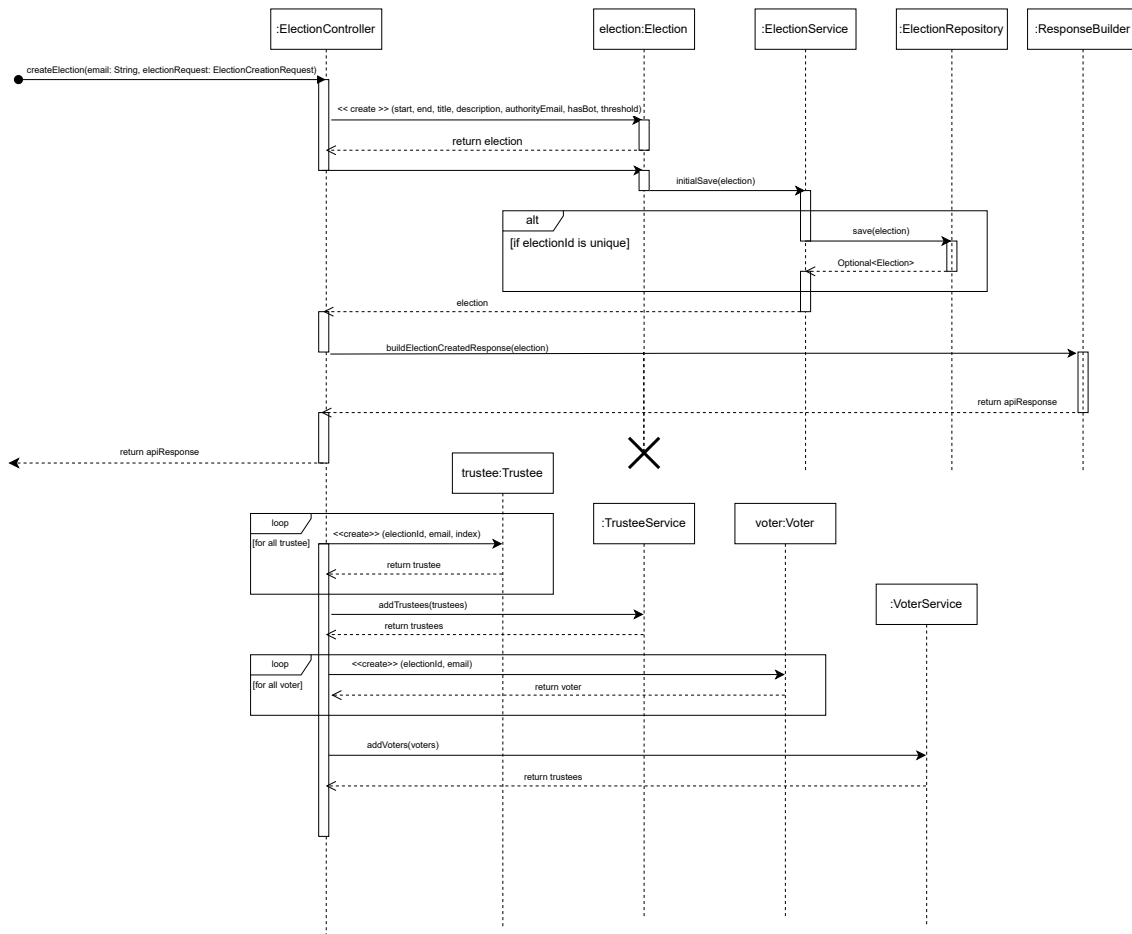 :ElectionController
election:Election
:ElectionService
:ElectionRepository
:ResponseBuilder
createElection(email: String, electionRequest: ElectionCreationRequest)
<< create >> (start, end, title, description, authorityEmail, hasBot, threshold)
return election
initialSave(election)
alt
[if electionId is unique]
save(election)
Optional<Election>
election
buildElectionCreatedResponse(election)
return apiResponse
return apiResponse
trustee:Trustee
:TrusteeService
voter:Voter
loop
[for all trustee]
<<create>> (electionId, email, index)
return trustee
:VoterService
addTrustees(trustees)
return trustees
loop
<<create>> (electionId, email)
[for all voter]
return voter
addVoters(voters)
return trustees